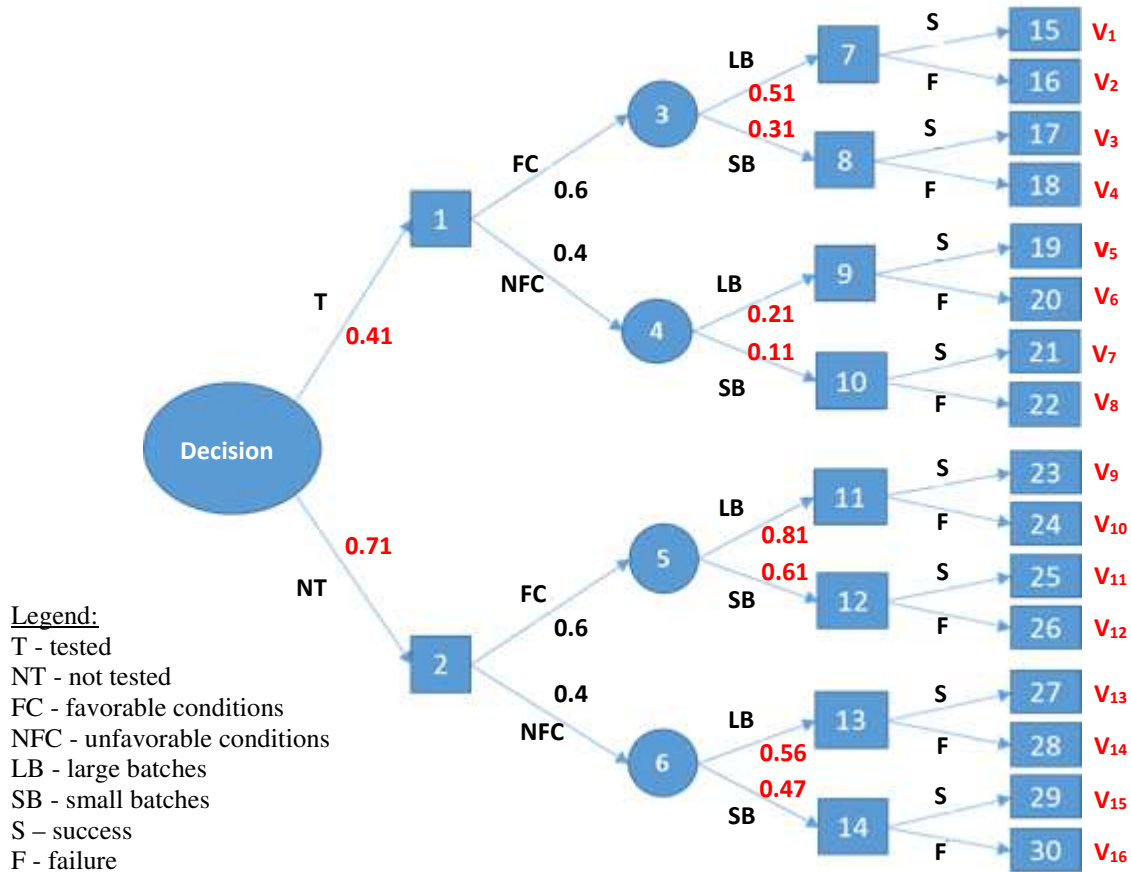 S
15
V₁
7
LB
F
16
V₂
0.51
3
0.31
S
17
V₃
8
SB
F
18
V₄
FC
0.6
1
S
19
V₅
0.4
9
LB
F
20
V₆
NFC
0.21
T
4
0.11
S
21
V₇
0.41
SB
10
F
22
V₈
Decision
S
23
V₉
LB
11
F
24
V₁₀
0.71
0.81
5
0.61
S
25
V₁₁
NT
FC
SB
12
F
26
V₁₂
0.6
2
S
27
V₁₃
0.4
LB
13
F
28
V₁₄
NFC
0.56
6
0.47
S
29
V₁₅
SB
14
F
30
V₁₆
Legend:
T - tested
NT - not tested
FC - favorable conditions
NFC - unfavorable conditions
LB - large batches
SB - small batches
S – success
F - failure